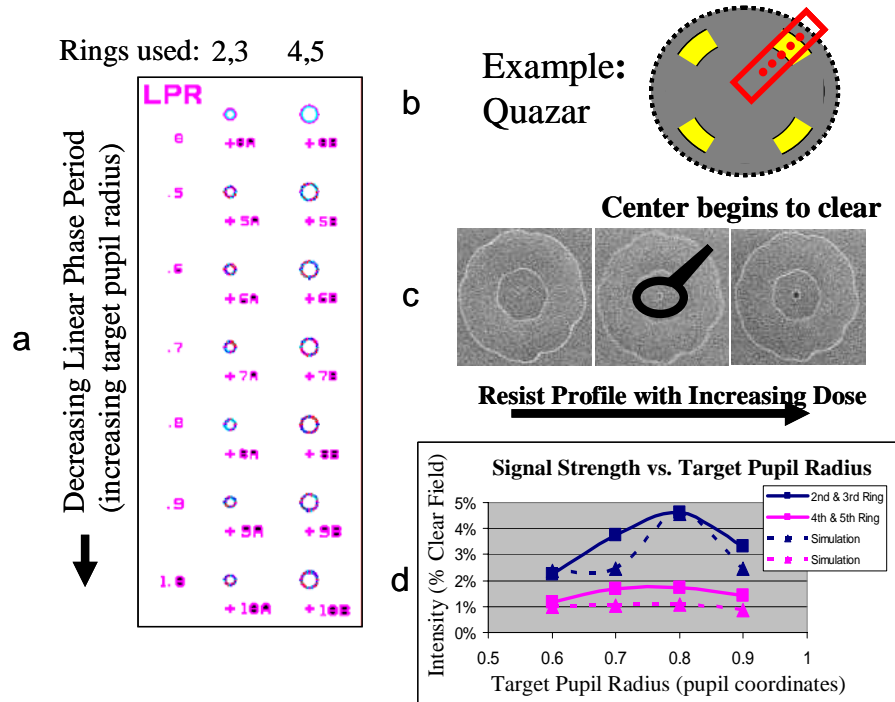 Rings used: 2,3 4,5
a
Decreasing Linear Phase Period
(increasing target pupil radius)
LPR
0
+0A +0B
.5
+5A +5B
.6
+6A +6B
.7
+7A +7B
.8
+8A +8B
.9
+9A +9B
1.0
+10A +10B
b
Example:
Quazar
Center begins to clear
c
Resist Profile with Increasing Dose
d
Signal Strength vs. Target Pupil Radius
Intensity (% Clear Field)
5%
4%
3%
2%
1%
0%
0.5 0.6 0.7 0.8 0.9 1
Target Pupil Radius (pupil coordinates)
2nd & 3rd Ring
4th & 5th Ring
Simulation
Simulation